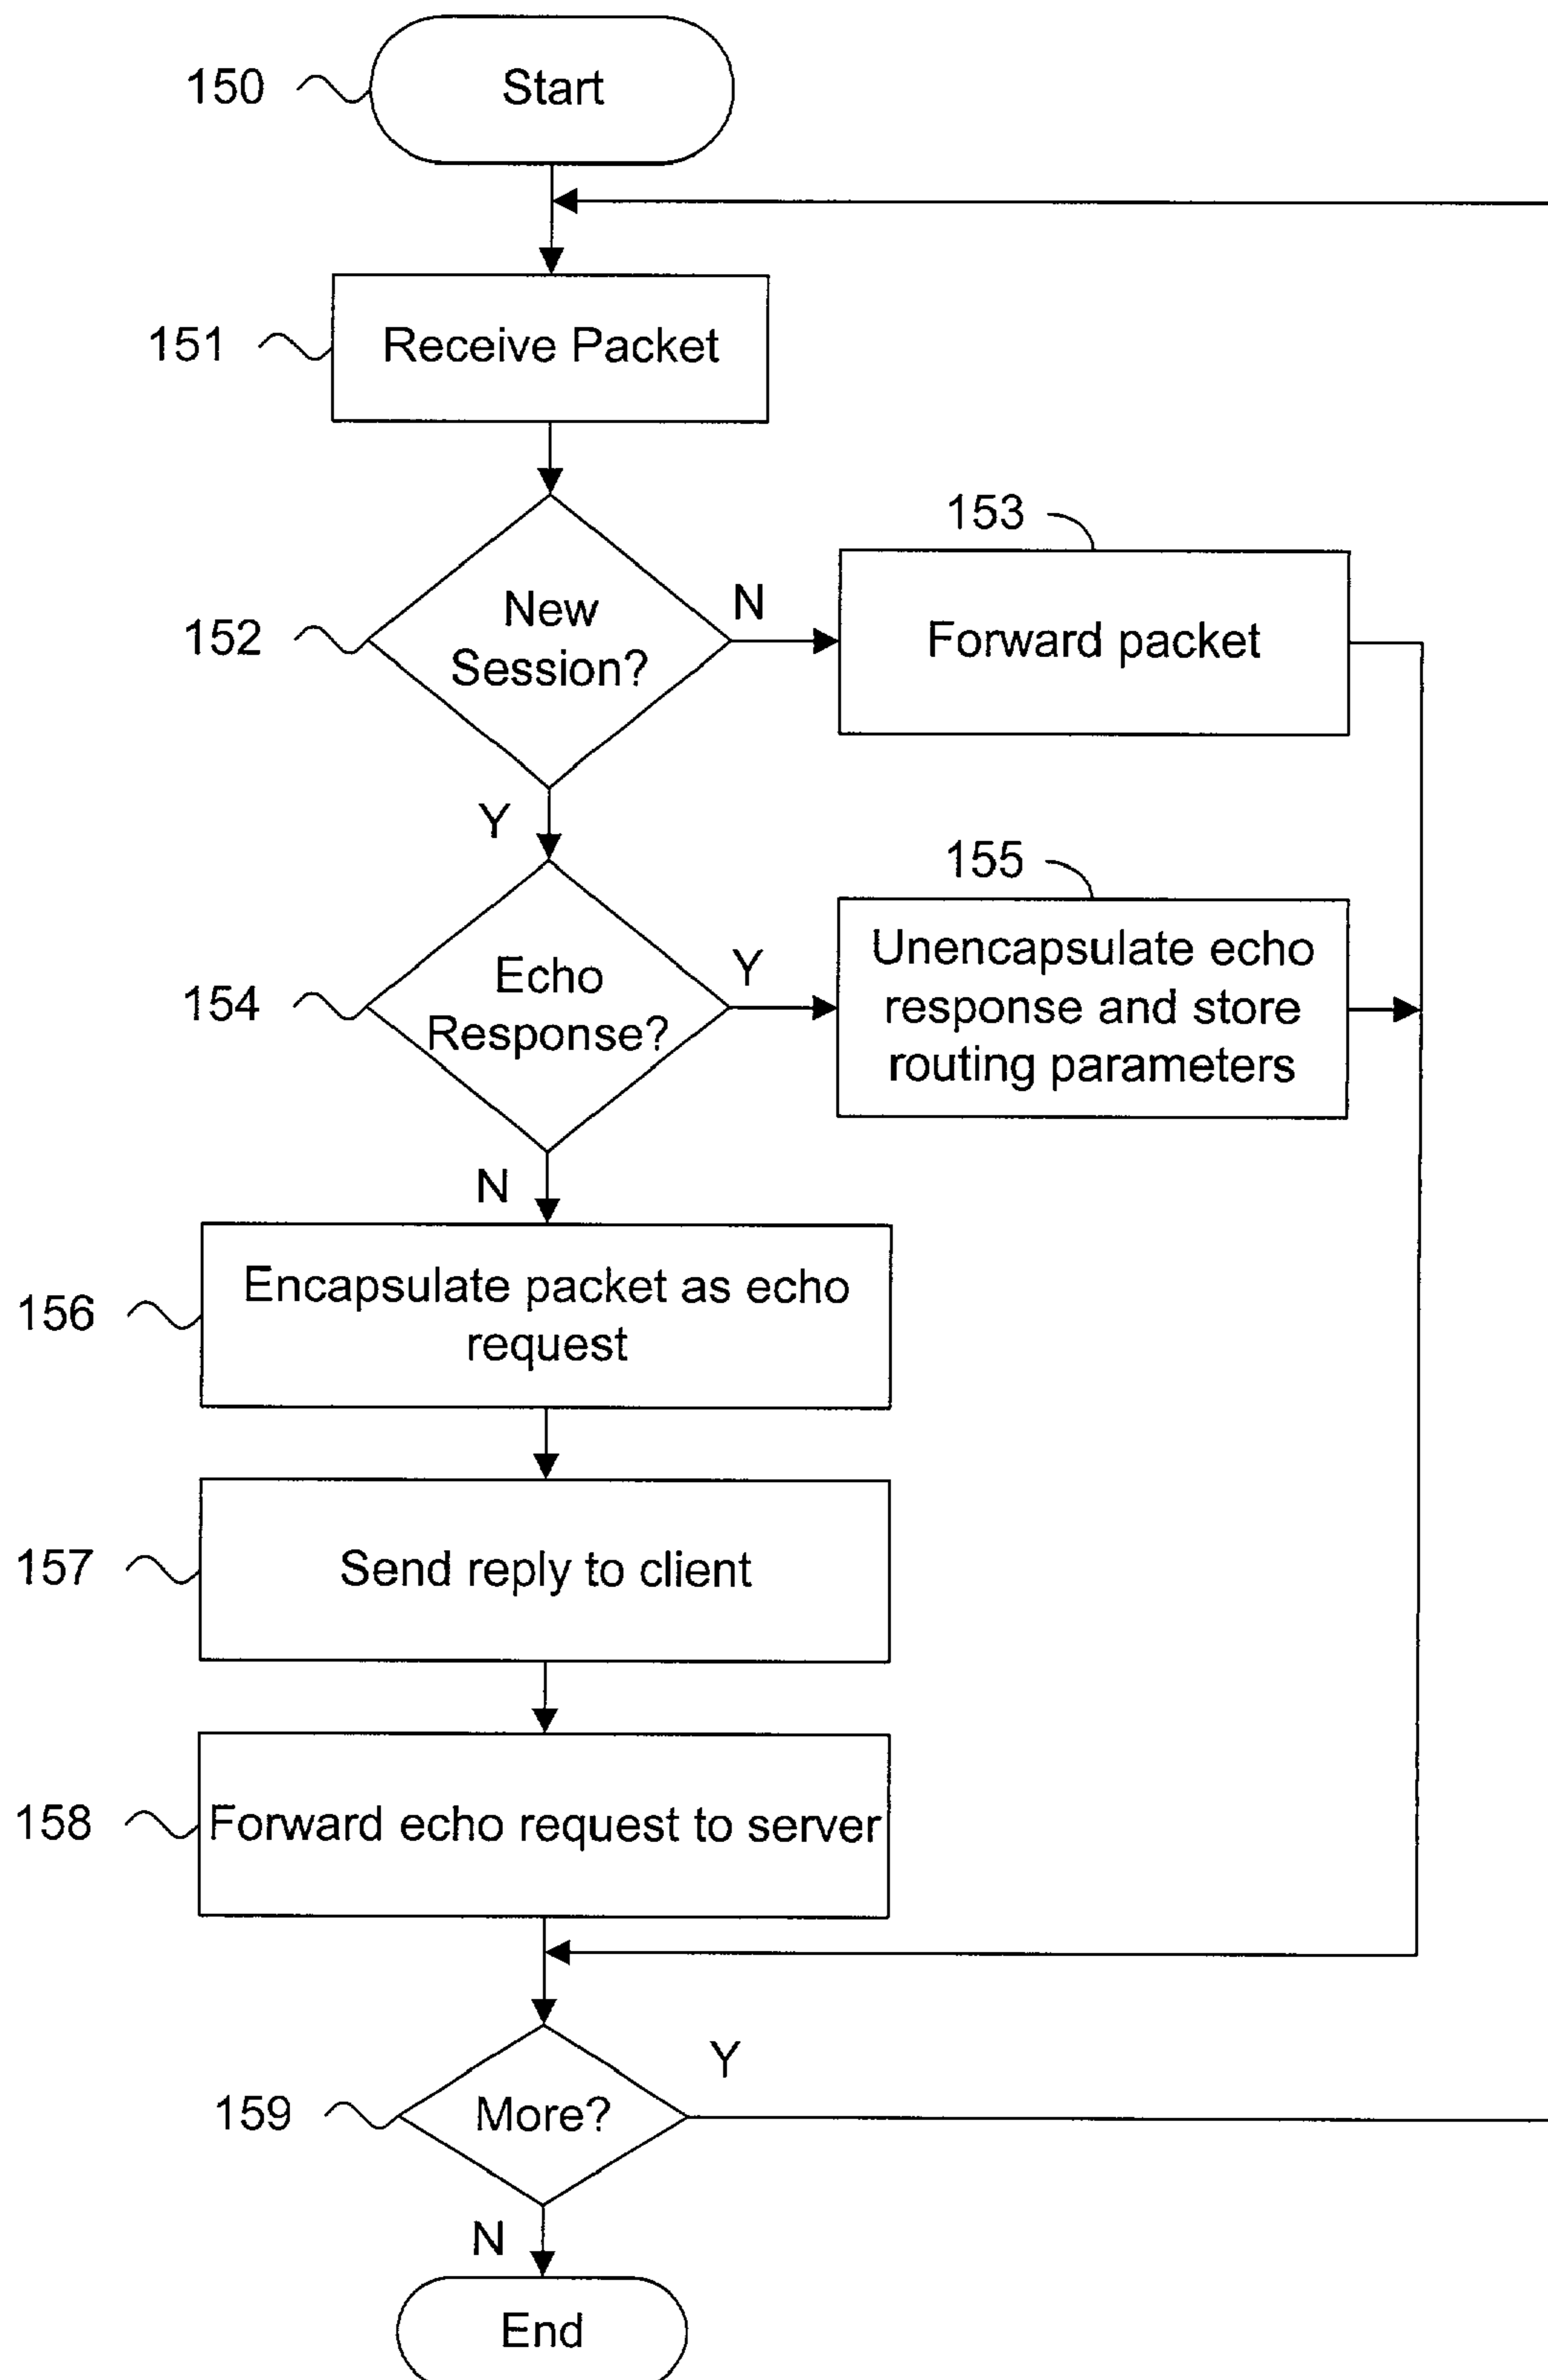 150
Start
151
Receive Packet
152
New
Session?
N
153
Forward packet
Y
154
Echo
Response?
Y
155
Unencapsulate echo
response and store
routing parameters
N
156
Encapsulate packet as echo
request
157
Send reply to client
158
Forward echo request to server
159
More?
Y
N
End